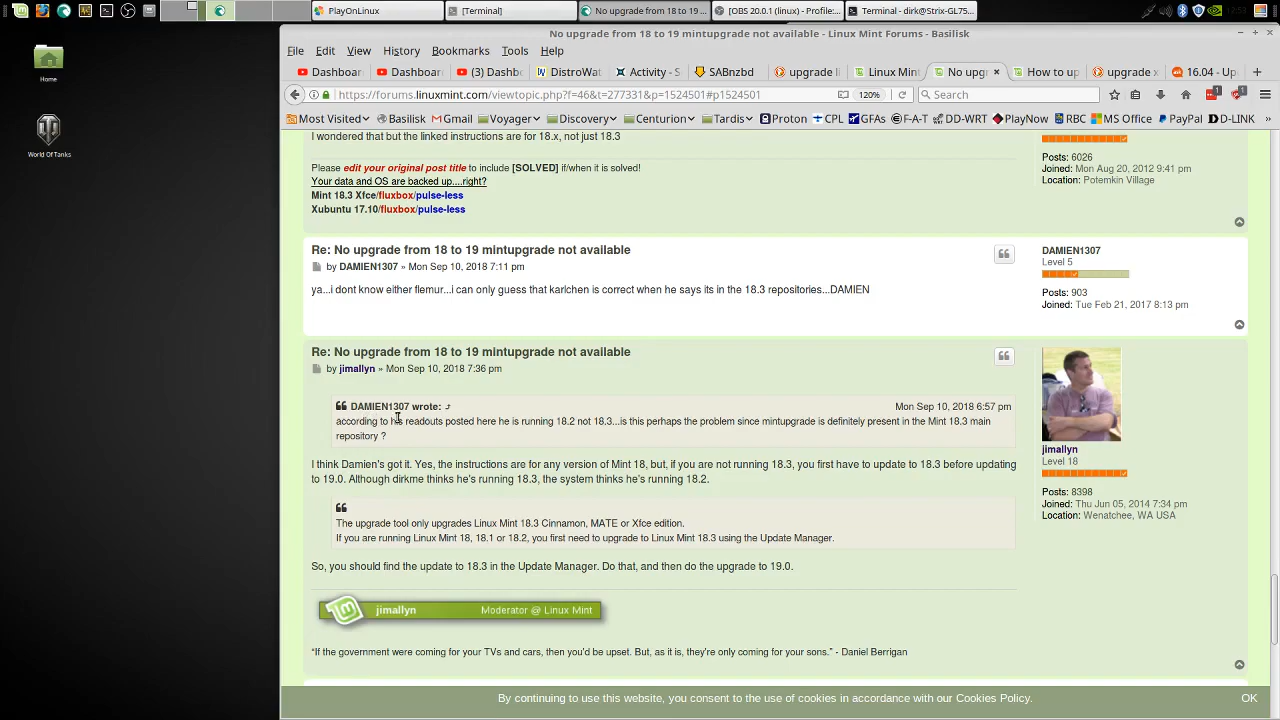 PlayOnLinux
[Terminal]
No upgrade from 18 to 19 ...
[OBS 20.0.1 (linux) - Profile:...
Terminal - dirk@Strix-GL75...
No upgrade from 18 to 19 mintupgrade not available - Linux Mint Forums - Basilisk
File Edit View History Bookmarks Tools Help
Home
World Of Tanks
Dashboar
Dashboar
(3) Dashb
DistroWat
Activity - S
SABnzbd
upgrade l
Linux Mint
No upgr
How to up
upgrade
16.04 - Up
https://forums.linuxmint.com/viewtopic.php?f=46&t=277331&p=1524501#p1524501
120%
Search
1
1
Most Visited Basilisk Gmail Voyager Discovery Centurion Tardis Proton CPL GFAs F-AT DD-WRT PlayNow RBC MS Office PayPal D-LINK
I wondered that but the linked instructions are for 18.x, not just 18.3
Please edit your original post title to include [SOLVED] if/when it is solved!
Your data and OS are backed up....right?
Mint 18.3 Xfce/fluxbox/pulse-less
Xubuntu 17.10/fluxbox/pulse-less
Posts: 6026
Joined: Mon Aug 20, 2012 9:41 pm
Location: Potemkin Village
Re: No upgrade from 18 to 19 mintupgrade not available
by DAMIEN1307 » Mon Sep 10, 2018 7:11 pm
ya...i dont know either flemur...i can only guess that karlchen is correct when he says its in the 18.3 repositories...DAMIEN
DAMIEN1307
Level 5
Posts: 903
Joined: Tue Feb 21, 2017 8:13 pm
Re: No upgrade from 18 to 19 mintupgrade not available
by jimallyn » Mon Sep 10, 2018 7:36 pm
DAMIEN1307 wrote:
Mon Sep 10, 2018 6:57 pm
according to his readouts posted here he is running 18.2 not 18.3...is this perhaps the problem since mintupgrade is definitely present in the Mint 18.3 main
repository ?
I think Damien's got it. Yes, the instructions are for any version of Mint 18, but, if you are not running 18.3, you first have to update to 18.3 before updating
to 19.0. Although dirkme thinks he's running 18.3, the system thinks he's running 18.2.
The upgrade tool only upgrades Linux Mint 18.3 Cinnamon, MATE or Xfce edition.
If you are running Linux Mint 18, 18.1 or 18.2, you first need to upgrade to Linux Mint 18.3 using the Update Manager.
So, you should find the update to 18.3 in the Update Manager. Do that, and then do the upgrade to 19.0.
jimallyn Moderator @ Linux Mint
“If the government were coming for your TVs and cars, then you'd be upset. But, as it is, they're only coming for your sons.” - Daniel Berrigan
jimallyn
Level 18
Posts: 8398
Joined: Thu Jun 05, 2014 7:34 pm
Location: Wenatchee, WA USA
By continuing to use this website, you consent to the use of cookies in accordance with our Cookies Policy.
OK